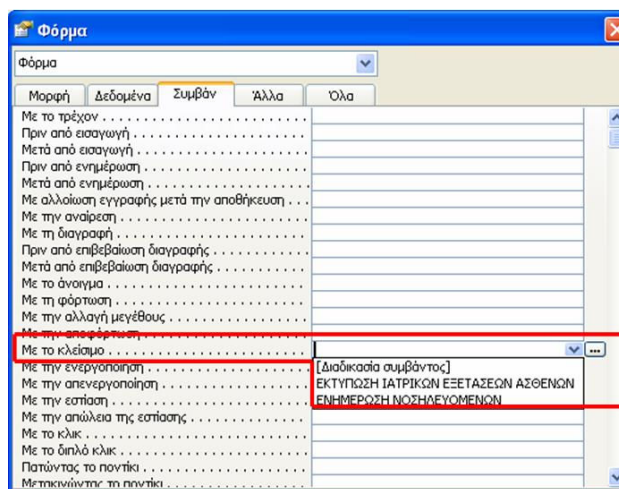 Φόρμα
Φόρμα
Μορφή Δεδομένα Συμβάν Άλλα Όλα
Με το τρέχον
Πριν από εισαγωγή
Μετά από εισαγωγή
Πριν από ενημέρωση
Μετά από ενημέρωση
Με αλλοίωση εγγραφής μετά την αποθήκευση
Με την αναίρεση
Με τη διαγραφή
Πριν από επιβεβαίωση διαγραφής
Μετά από επιβεβαίωση διαγραφής
Με το άνοιγμα
Με τη φόρτωση
Με την αλλαγή μεγέθους
Με την αποφόρτωση
Με το κλείσιμο
Με την ενεργοποίηση [Διαδικασία συμβάντος]
Με την απενεργοποίηση ΕΚΤΥΠΩΣΗ ΙΑΤΡΙΚΩΝ ΕΞΕΤΑΣΕΩΝ ΑΣΘΕΝΩΝ
Με την εστίαση ΕΝΗΜΕΡΩΣΗ ΝΟΣΗΛΕΥΟΜΕΝΩΝ
Με την απώλεια της εστίασης
Με το κλικ
Με το διπλό κλικ
Πατώντας το ποντίκι
Μετακινώντας το ποντίκι